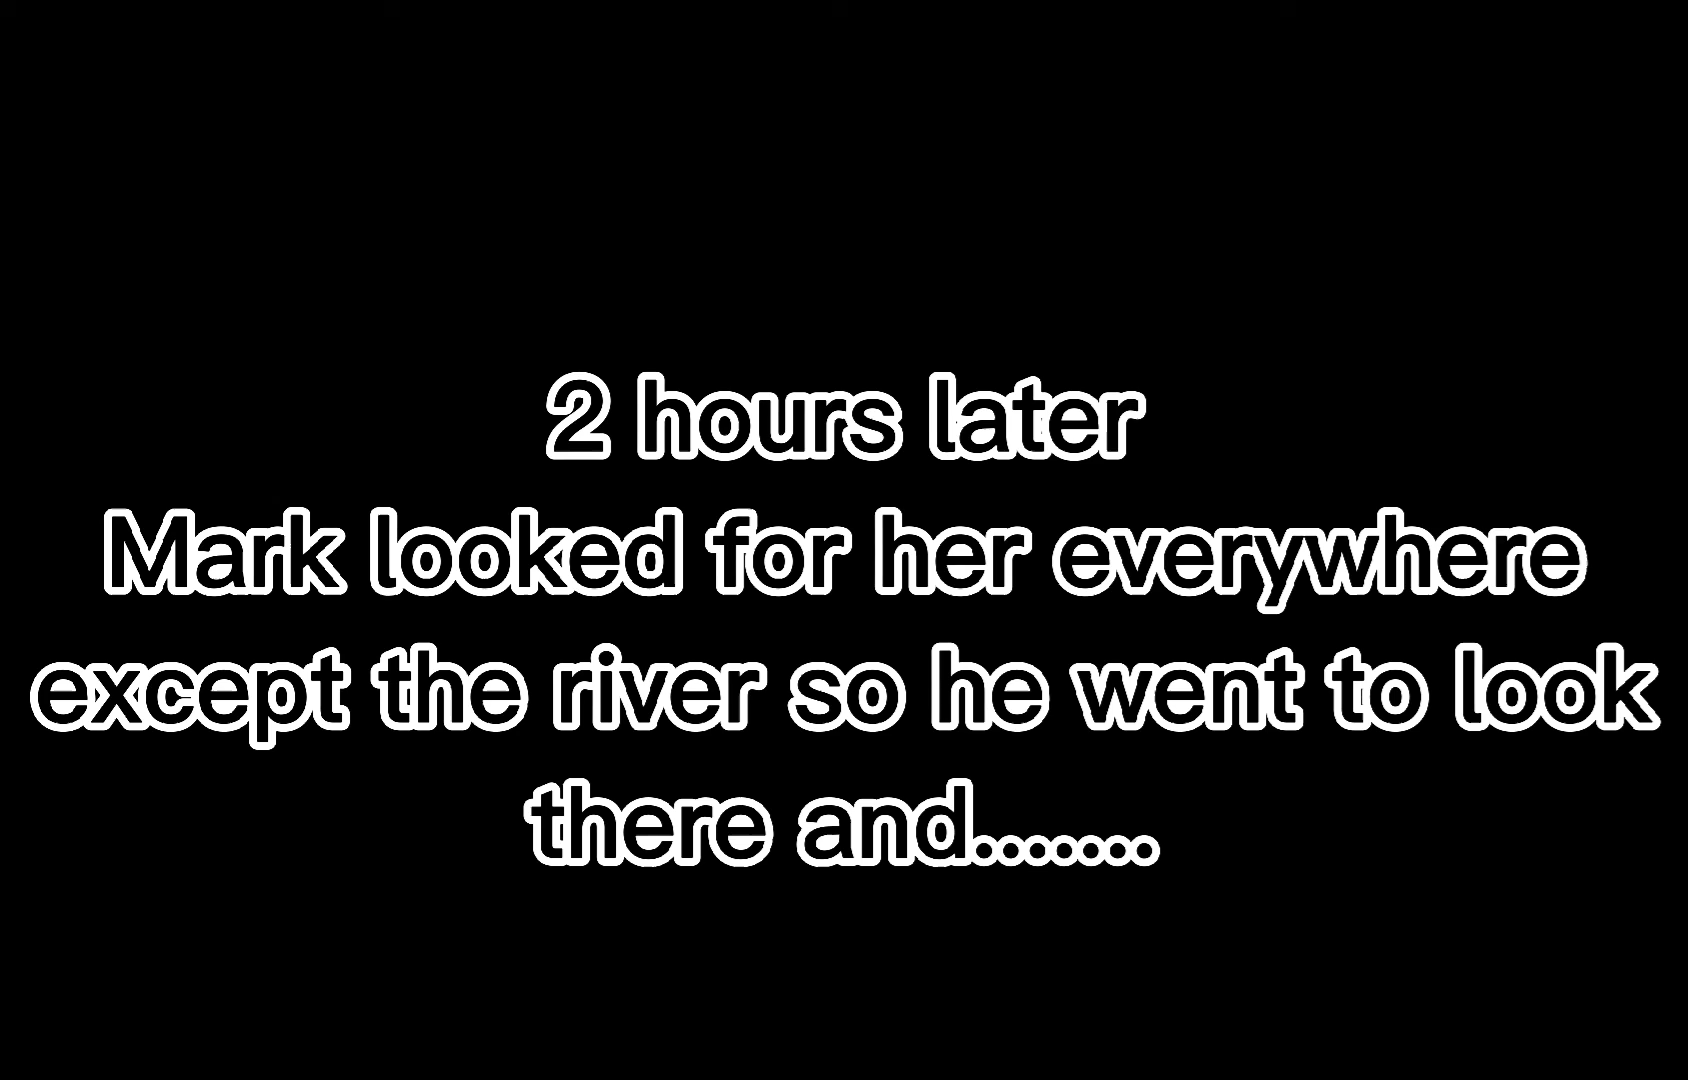 2 hours later
Mark looked for her everywhere
except the river so he went to look
there and.......